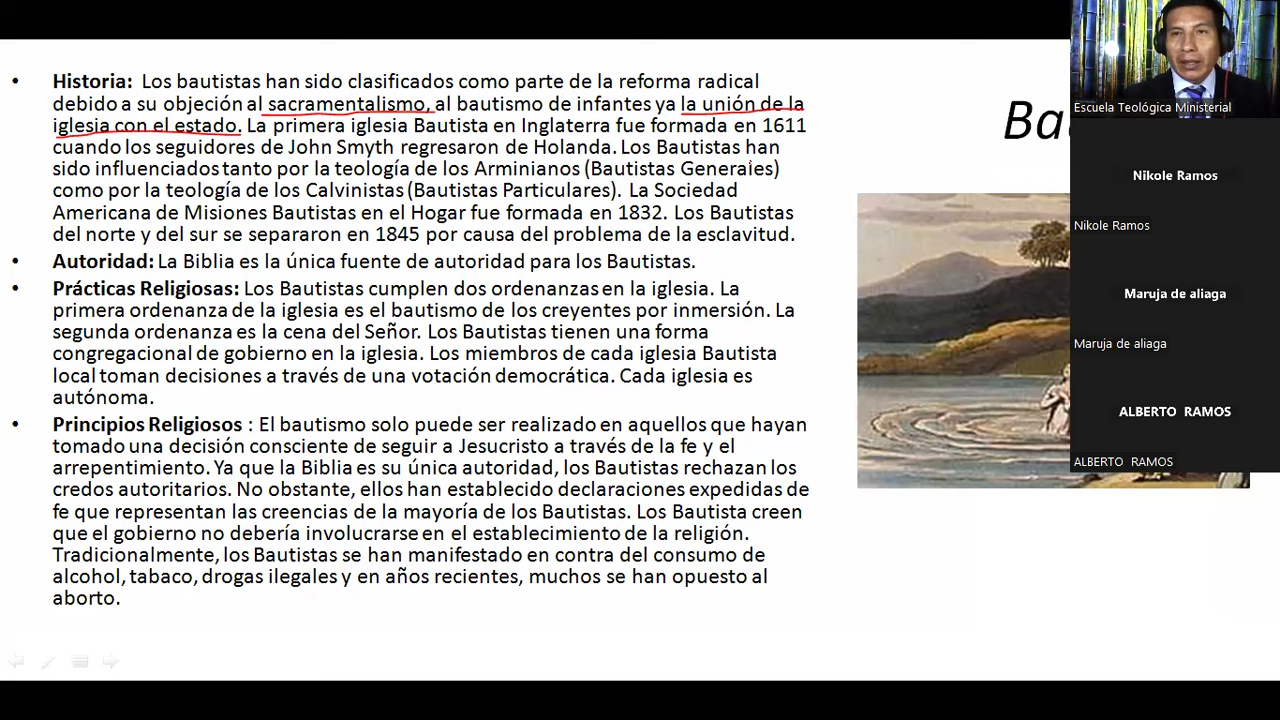 • Historia: Los bautistas han sido clasificados como parte de la reforma radical
debido a su objeción al sacramentalismo, al bautismo de infantes ya la unión de la
iglesia con el estado. La primera iglesia Bautista en Inglaterra fue formada en 1611
cuando los seguidores de John Smyth regresaron de Holanda. Los Bautistas han
sido influenciados tanto por la teología de los Arminianos (Bautistas Generales)
como por la teología de los Calvinistas (Bautistas Particulares). La Sociedad
Americana de Misiones Bautistas en el Hogar fue formada en 1832. Los Bautistas
del norte y del sur se separaron en 1845 por causa del problema de la esclavitud.
• Autoridad: La Biblia es la única fuente de autoridad para los Bautistas.
• Prácticas Religiosas: Los Bautistas cumplen dos ordenanzas en la iglesia. La
primera ordenanza de la iglesia es el bautismo de los creyentes por inmersión. La
segunda ordenanza es la cena del Señor. Los Bautistas tienen una forma
congregacional de gobierno en la iglesia. Los miembros de cada iglesia Bautista
local toman decisiones a través de una votación democrática. Cada iglesia es
autónoma.
• Principios Religiosos : El bautismo solo puede ser realizado en aquellos que hayan
tomado una decisión consciente de seguir a Jesucristo a través de la fe y el
arrepentimiento. Ya que la Biblia es su única autoridad, los Bautistas rechazan los
credos autoritarios. No obstante, ellos han establecido declaraciones expedidas de
fe que representan las creencias de la mayoría de los Bautistas. Los Bautista creen
que el gobierno no debería involucrarse en el establecimiento de la religión.
Tradicionalmente, los Bautistas se han manifestado en contra del consumo de
alcohol, tabaco, drogas ilegales y en años recientes, muchos se han opuesto al
aborto.
Escuela Teológica Ministerial
Nikole Ramos
Nikole Ramos
Maruja de aliaga
Maruja de aliaga
ALBERTO RAMOS
ALBERTO RAMOS